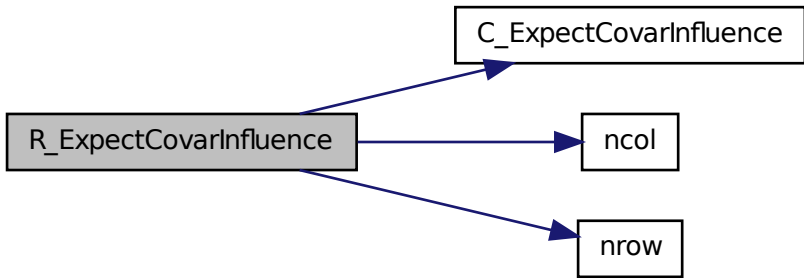 C_ExpectCovarInfluence
R_ExpectCovarInfluence
ncol
nrow